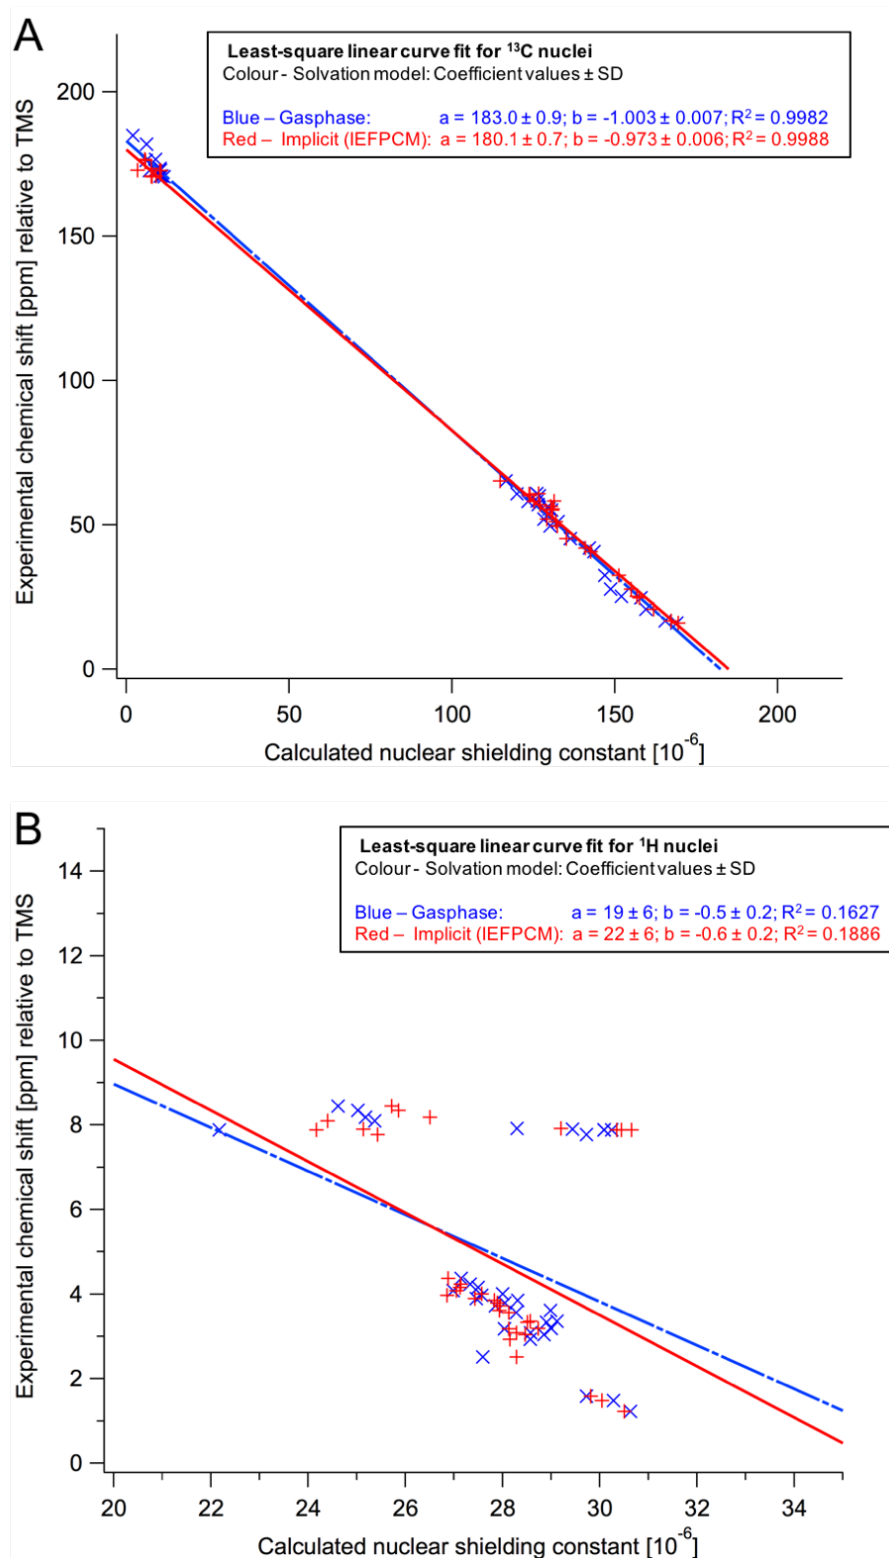 A
Least-square linear curve fit for ¹³C nuclei
Colour - Solvation model: Coefficient values ± SD
Blue – Gasphase: a = 183.0 ± 0.9; b = -1.003 ± 0.007; R² = 0.9982
Red – Implicit (IEFPCM): a = 180.1 ± 0.7; b = -0.973 ± 0.006; R² = 0.9988
Experimental chemical shift [ppm] relative to TMS
200
150
100
50
0
0 50 100 150 200
Calculated nuclear shielding constant [10⁻⁶]
B
Least-square linear curve fit for ¹H nuclei
Colour - Solvation model: Coefficient values ± SD
Blue – Gasphase: a = 19 ± 6; b = -0.5 ± 0.2; R² = 0.1627
Red – Implicit (IEFPCM): a = 22 ± 6; b = -0.6 ± 0.2; R² = 0.1886
Experimental chemical shift [ppm] relative to TMS
14
12
10
8
6
4
2
0
20 22 24 26 28 30 32 34
Calculated nuclear shielding constant [10⁻⁶]